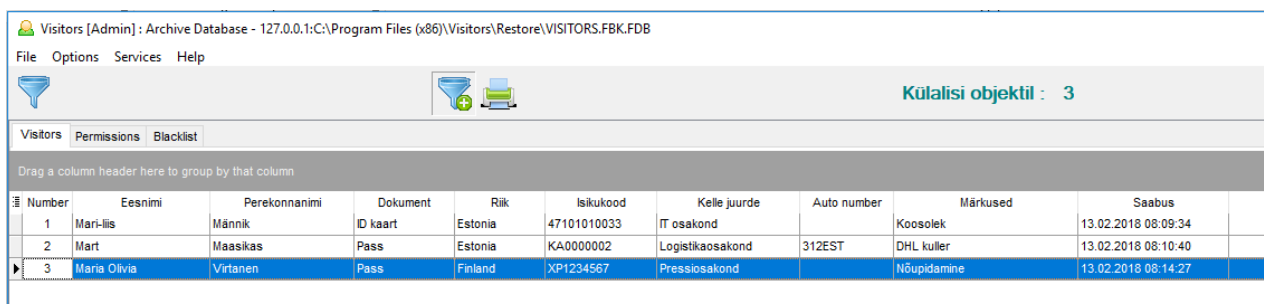 Visitors [Admin] : Archive Database - 127.0.0.1:C:\Program Files (x86)\Visitors\Restore\VISITORS.FBK.FDB
File Options Services Help
Külalisi objektil : 3
Visitors Permissions Blacklist
Drag a column header here to group by that column
Number Eesnimi Perekonnanimi Dokument Riik Isikukood Kelle juurde Auto number Märkused Saabus
1 Mari-liis Männik ID kaart Estonia 47101010033 IT osakond Koosolek 13.02.2018 08:09:34
2 Mart Maasikas Pass Estonia KA0000002 Logistikaosakond 312EST DHL kuller 13.02.2018 08:10:40
3 Maria Olivia Virtanen Pass Finland XP1234567 Pressiosakond Nõupidamine 13.02.2018 08:14:27